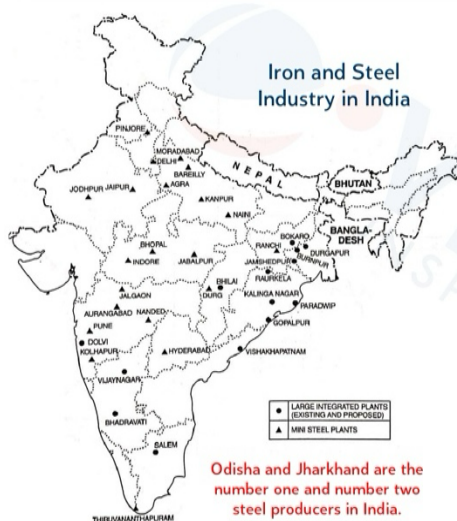 Iron and Steel
Industry in India
PINJORE
MORADABAD
DELHI
BAREILLY
NEPAL
BHUTAN
JODHPUR
JAIPUR
AGRA
KANPUR
NAINI
BANGLA-
DESH
BOKARO
BHOPAL
RANCHI
DURGAPUR
BURNPUR
INDORE
JABALPUR
JAMSHEDPUR
RAURKELA
BHILAI
JALGAON
DURG
KALINGA NAGAR
PARADWIP
AURANGABAD
NANDED
GOPALPUR
PUNE
DOLVI
KOLHAPUR
HYDERABAD
VISHAKHAPATNAM
VIJAYNAGAR
LARGE INTEGRATED PLANTS
(EXISTING AND PROPOSED)
MINI STEEL PLANTS
BHADRAVATI
SALEM
Odisha and Jharkhand are the
number one and number two
steel producers in India.
THIRUVANANTHAPURAM